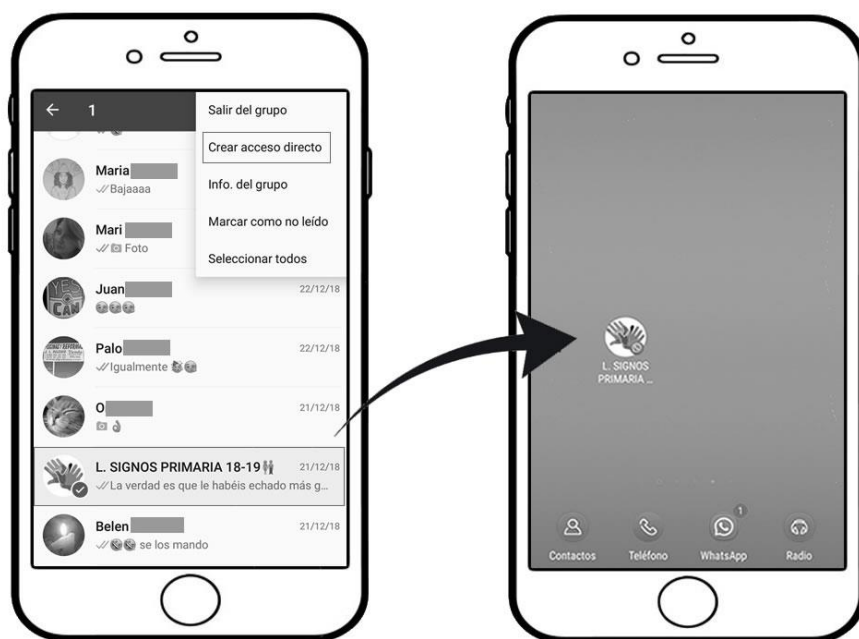 1
Salir del grupo
Crear acceso directo
Info. del grupo
Marcar como no leído
Seleccionar todos
Maria
Bajaaaa
Mari
Foto
Juan
22/12/18
YES
CAN
Palo
22/12/18
Igualmente
O
21/12/18
L. SIGNOS PRIMARIA 18-19
21/12/18
La verdad es que le habéis echado más g...
Belen
21/12/18
se los mando
L. SIGNOS
PRIMARIA ...
1
Contactos
Teléfono
WhatsApp
Radio